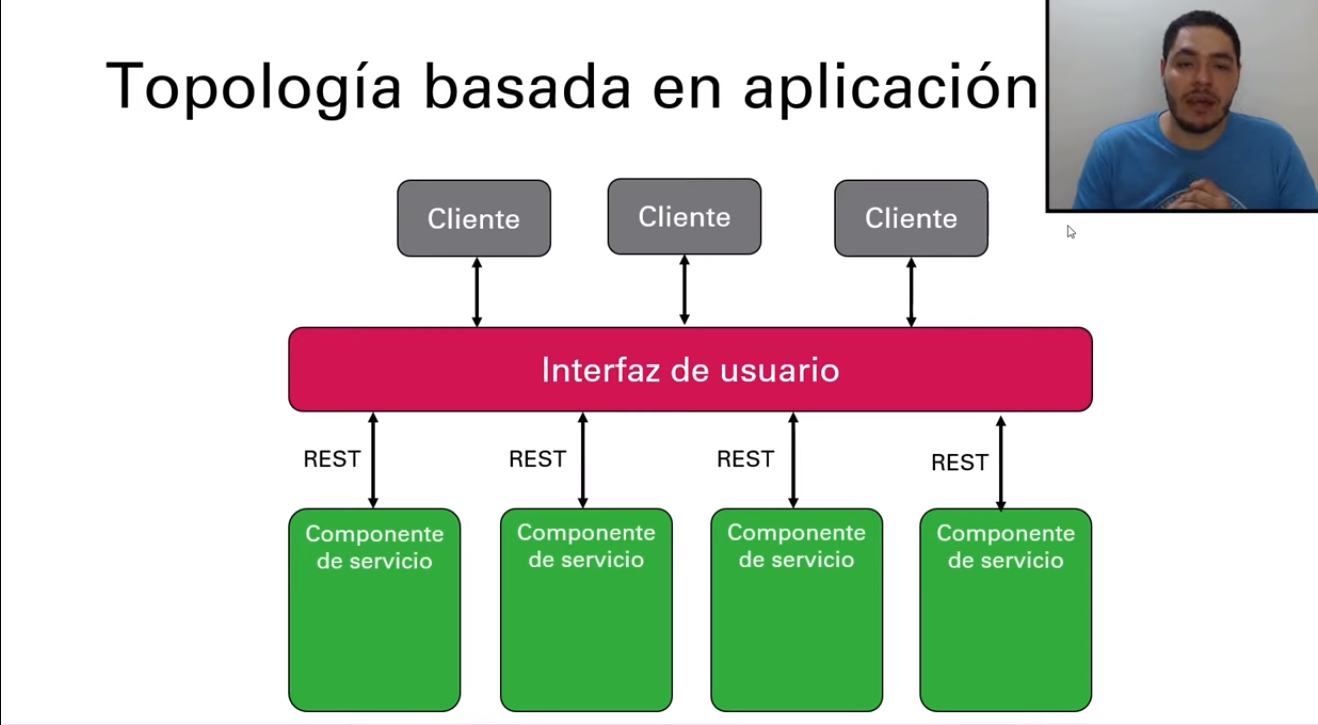 Topología basada en aplicación
Cliente
Cliente
Cliente
Interfaz de usuario
REST
REST
REST
REST
Componente
de servicio
Componente
de servicio
Componente
de servicio
Componente
de servicio